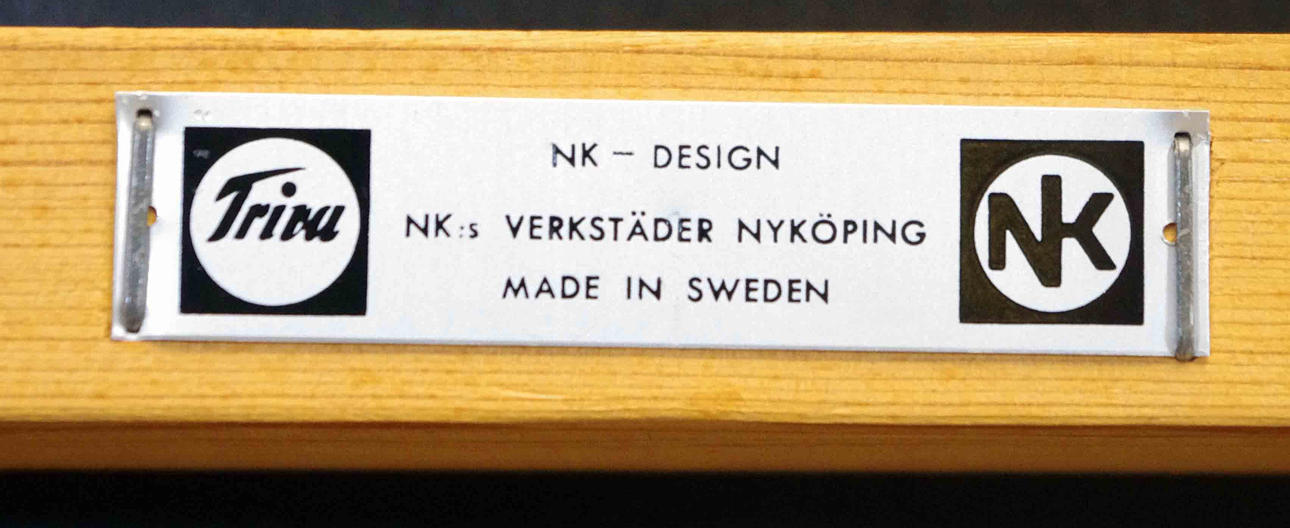 Triva
NK – DESIGN
NK:s VERKSTÄDER NYKÖPING
MADE IN SWEDEN
NK